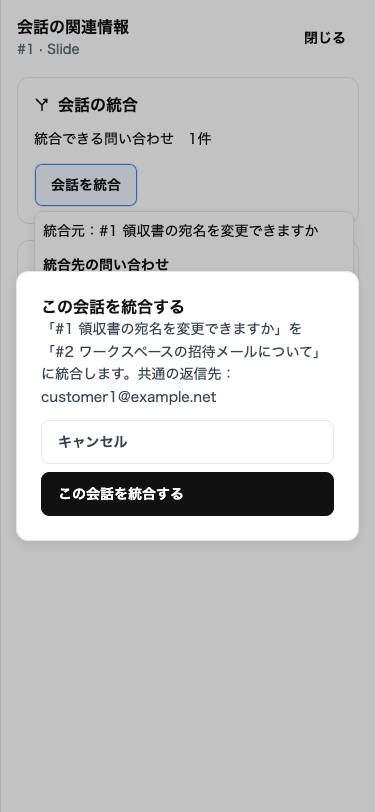 会話の関連情報
#1 · Slide
閉じる
会話の統合
統合できる問い合わせ 1件
会話を統合
統合元：#1 領収書の宛名を変更できますか
統合先の問い合わせ
この会話を統合する
「#1 領収書の宛名を変更できますか」を
「#2 ワークスペースの招待メールについて」
に統合します。共通の返信先：
customer1@example.net
キャンセル
この会話を統合する